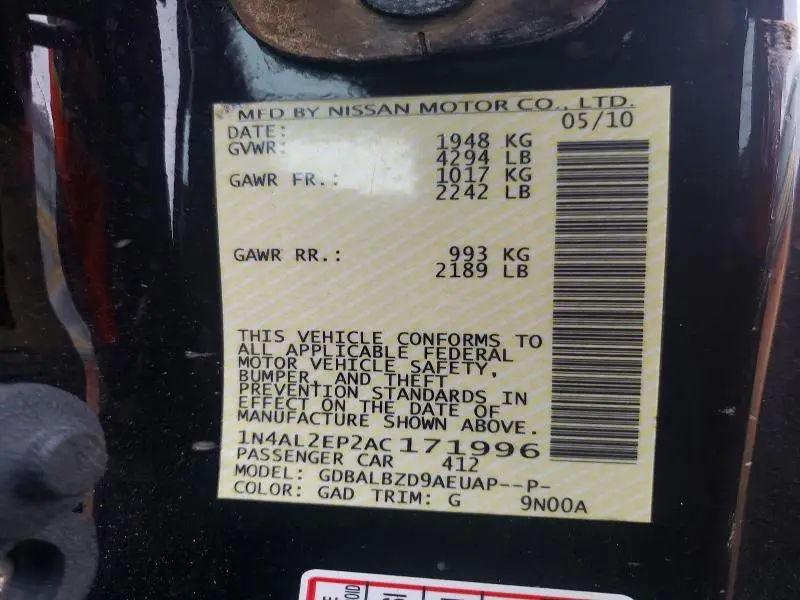 MFD BY NISSAN MOTOR CO., LTD.
DATE: 05/10
GVWR: 1948 KG
4294 LB
GAWR FR.: 1017 KG
2242 LB
GAWR RR.: 993 KG
2189 LB
THIS VEHICLE CONFORMS TO
ALL APPLICABLE FEDERAL
MOTOR VEHICLE SAFETY,
BUMPER, AND THEFT
PREVENTION STANDARDS IN
EFFECT ON THE DATE OF
MANUFACTURE SHOWN ABOVE.
1N4AL2EP2AC171996
PASSENGER CAR 412
MODEL: GDBALBZD9AEUAP--P-
COLOR: GAD TRIM: G 9N00A